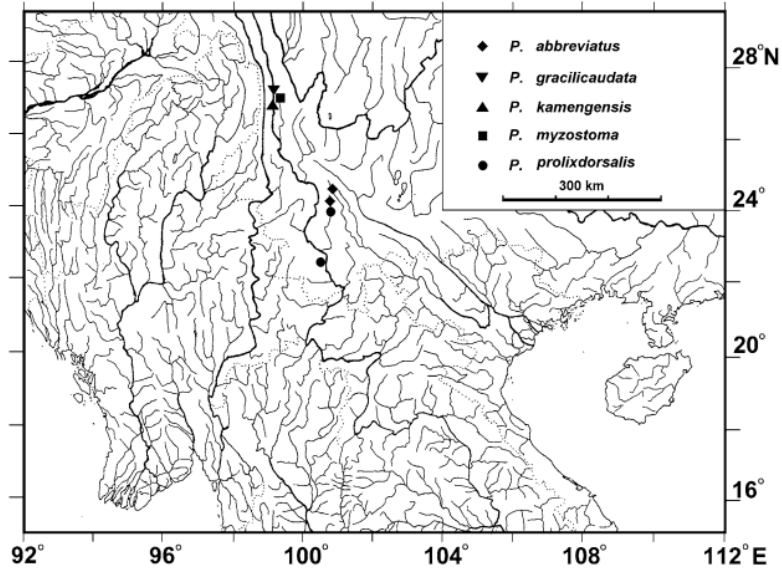 P. abbreviatus
P. gracilicaudata
P. kamengensis
P. myzostoma
P. prolixdorsalis
300 km
28°N
24°
20°
16°
92° 96° 100° 104° 108° 112°E